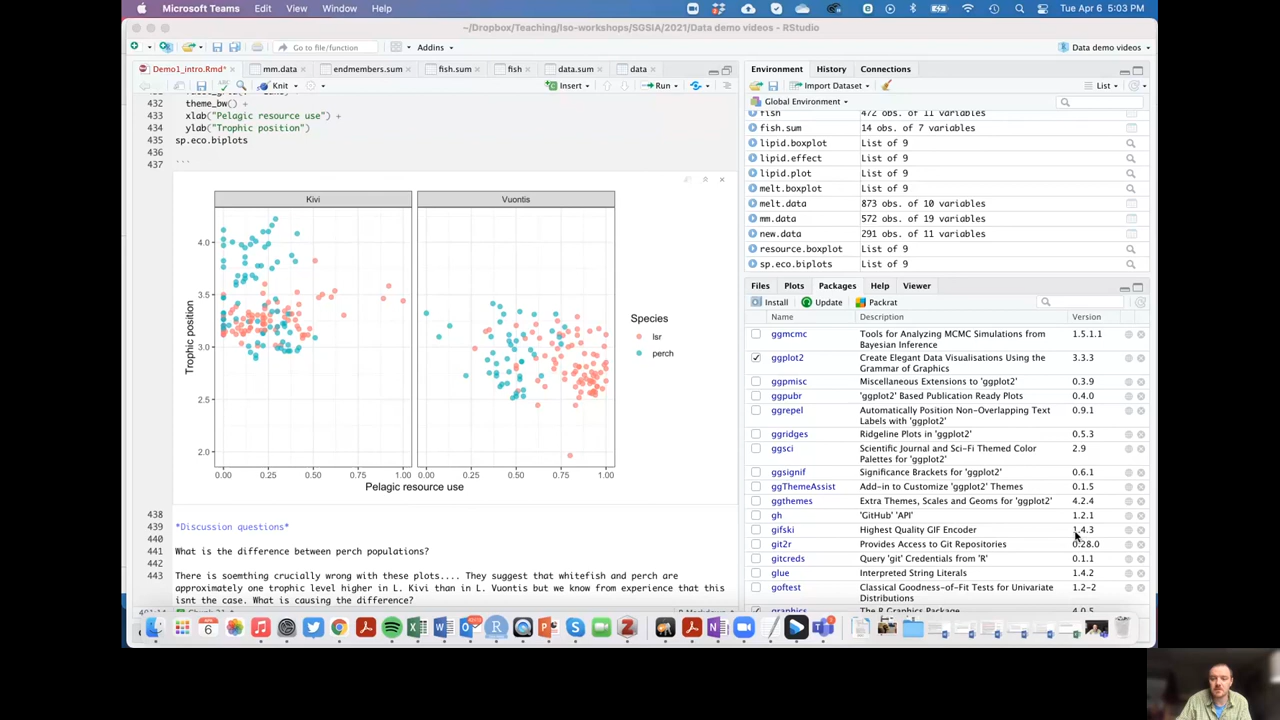 Microsoft Teams Edit View Window Help
Tue Apr 6 5:03 PM
~/Dropbox/Teaching/Iso-workshops/SGSIA/2021/Data demo videos - RStudio
Go to file/function
Addins
Data demo videos
Demo1_intro.Rmd*
mm.data
endmembers.sum
fish.sum
fish
data.sum
data
Knit
Insert
Run
432 theme_bw() +
433 xlab("Pelagic resource use") +
434 ylab("Trophic position")
435 sp.eco.biplots
436
437 ```
Kivi
Vuontis
4.0
3.5
3.0
2.5
2.0
Trophic position
0.00 0.25 0.50 0.75 1.00
0.00 0.25 0.50 0.75 1.00
Pelagic resource use
Species
lsr
perch
438
439 *Discussion questions*
440
441 What is the difference between perch populations?
442
443 There is soemthing crucially wrong with these plots.... They suggest that whitefish and perch are
approximately one trophic level higher in L. Kivi than in L. Vuontis but we know from experience that this
isnt the case. What is causing the difference?
Environment History Connections
Import Dataset
List
Global Environment
fish 472 obs. of 11 variables
fish.sum 14 obs. of 7 variables
lipid.boxplot List of 9
lipid.effect List of 9
lipid.plot List of 9
melt.boxplot List of 9
melt.data 873 obs. of 10 variables
mm.data 572 obs. of 19 variables
new.data 291 obs. of 11 variables
resource.boxplot List of 9
sp.eco.biplots List of 9
Files Plots Packages Help Viewer
Install Update Packrat
Name Description Version
ggmcmc Tools for Analyzing MCMC Simulations from 1.5.1.1
Bayesian Inference
ggplot2 Create Elegant Data Visualisations Using the 3.3.3
Grammar of Graphics
ggpmisc Miscellaneous Extensions to 'ggplot2' 0.3.9
ggpubr 'ggplot2' Based Publication Ready Plots 0.4.0
ggrepel Automatically Position Non-Overlapping Text 0.9.1
Labels with 'ggplot2'
ggridges Ridgeline Plots in 'ggplot2' 0.5.3
ggsci Scientific Journal and Sci-Fi Themed Color 2.9
Palettes for 'ggplot2'
ggsignif Significance Brackets for 'ggplot2' 0.6.1
ggThemeAssist Add-in to Customize 'ggplot2' Themes 0.1.5
ggthemes Extra Themes, Scales and Geoms for 'ggplot2' 4.2.4
gh 'GitHub' 'API' 1.2.1
gifski Highest Quality GIF Encoder 1.4.3
git2r Provides Access to Git Repositories 0.28.0
gitcreds Query 'git' Credentials from 'R' 0.1.1
glue Interpreted String Literals 1.4.2
goftest Classical Goodness-of-Fit Tests for Univariate 1.2-2
Distributions
graphics The R Graphics Package 4.0.5